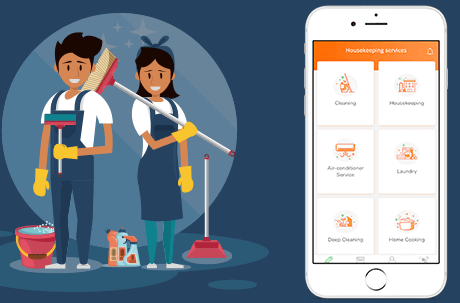 Housekeeping services
Cleaning
Housekeeping
Air-conditioner
Service
Laundry
Deep Cleaning
Home Cooking